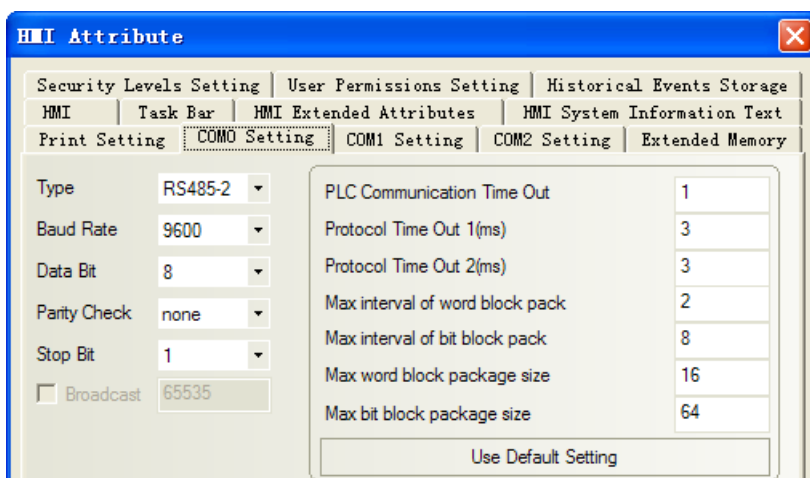 HMI Attribute
Security Levels Setting User Permissions Setting Historical Events Storage
HMI Task Bar HMI Extended Attributes HMI System Information Text
Print Setting COM0 Setting COM1 Setting COM2 Setting Extended Memory
Type RS485-2
Baud Rate 9600
Data Bit 8
Parity Check none
Stop Bit 1
Broadcast 65535
PLC Communication Time Out 1
Protocol Time Out 1(ms) 3
Protocol Time Out 2(ms) 3
Max interval of word block pack 2
Max interval of bit block pack 8
Max word block package size 16
Max bit block package size 64
Use Default Setting